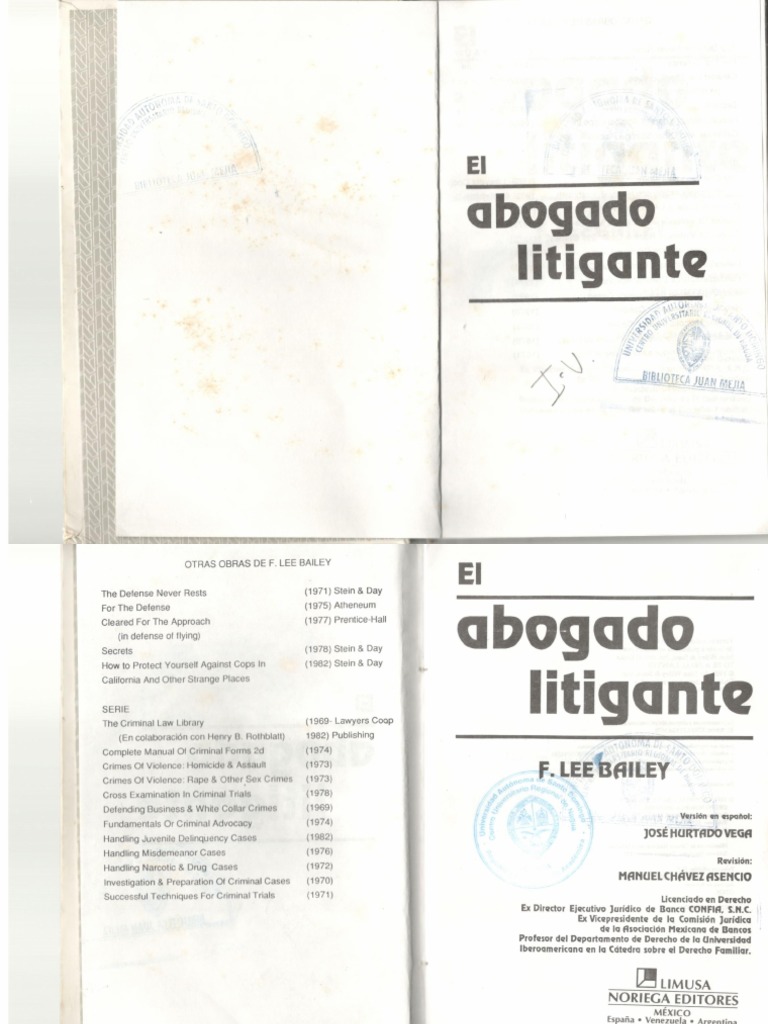 El
abogado
litigante
I.V.
UNIVERSIDAD AUTONOMA DE SANTO DOMINGO
BIBLIOTECA JUAN MEJIA
OTRAS OBRAS DE F. LEE BAILEY
The Defense Never Rests (1971) Stein & Day
For The Defense (1975) Atheneum
Cleared For The Approach (1977) Prentice-Hall
(in defense of flying)
Secrets (1978) Stein & Day
How to Protect Yourself Against Cops In (1982) Stein & Day
California And Other Strange Places
SERIE
The Criminal Law Library (1969- Lawyers Coop
(En colaboración con Henry B. Rothblatt) 1982) Publishing
Complete Manual Of Criminal Forms 2d (1974)
Crimes Of Violence: Homicide & Assault (1973)
Crimes Of Violence: Rape & Other Sex Crimes (1973)
Cross Examination In Criminal Trials (1978)
Defending Business & White Collar Crimes (1969)
Fundamentals Or Criminal Advocacy (1974)
Handling Juvenile Delinquency Cases (1982)
Handling Misdemeanor Cases (1976)
Handling Narcotic & Drug Cases (1972)
Investigation & Preparation Of Criminal Cases (1970)
Successful Techniques For Criminal Trials (1971)
El
abogado
litigante
F. LEE BAILEY
Versión en español:
JOSÉ HURTADO VEGA
Revisión:
MANUEL CHÁVEZ ASENCIO
Licenciado en Derecho
Ex Director Ejecutivo Jurídico de Banca CONFIA, S.N.C.
Ex Vicepresidente de la Comisión Jurídica
de la Asociación Mexicana de Bancos
Profesor del Departamento de Derecho de la Universidad
Iberoamericana en la Cátedra sobre el Derecho Familiar.
LIMUSA
NORIEGA EDITORES
MÉXICO
España • Venezuela • Argentina